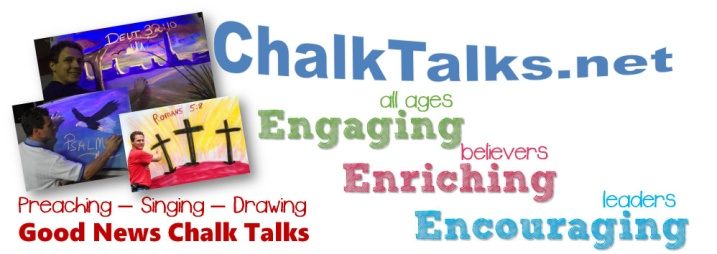 DEUT 32:10
PSALM
ROMANS 5:8
ChalkTalks.net
all ages
Engaging
believers
Enriching
leaders
Encouraging
Preaching – Singing – Drawing
Good News Chalk Talks